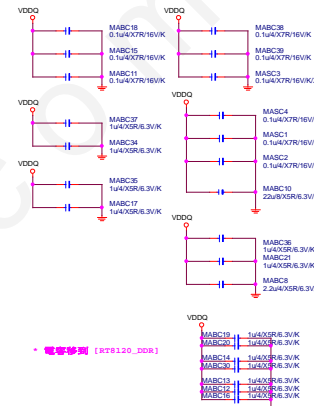 VDDQ
MABC18
0.1u/4/X7R/16V/K
MABC15
0.1u/4/X7R/16V/K
MABC11
0.1u/4/X7R/16V/K
VDDQ
MABC38
0.1u/4/X7R/16V/K
MABC39
0.1u/4/X7R/16V/K
MASC3
0.1u/4/X7R/16V/K/
VDDQ
MABC37
1u/4/X5R/6.3V/K
MABC34
1u/4/X5R/6.3V/K
VDDQ
MASC4
0.1u/4/X7R/16V/
MASC1
0.1u/4/X7R/16V/
MASC2
0.1u/4/X7R/16V/
MABC10
22u/8/X5R/6.3V/
VDDQ
MABC35
1u/4/X5R/6.3V/K
MABC17
1u/4/X5R/6.3V/K
VDDQ
MABC36
1u/4/X5R/6.3V/K
MABC21
1u/4/X5R/6.3V/K
MABC8
2.2u/4/X5R/6.3V/
VDDQ
MABC19 1u/4/X5R/6.3V/K
MABC20 1u/4/X5R/6.3V/K
MABC14 1u/4/X5R/6.3V/K
MABC30 1u/4/X5R/6.3V/K
MABC13 1u/4/X5R/6.3V/K
MABC12 1u/4/X5R/6.3V/K
MABC16 1u/4/X5R/6.3V/K
* 電容移到 [RT8120_DDR]